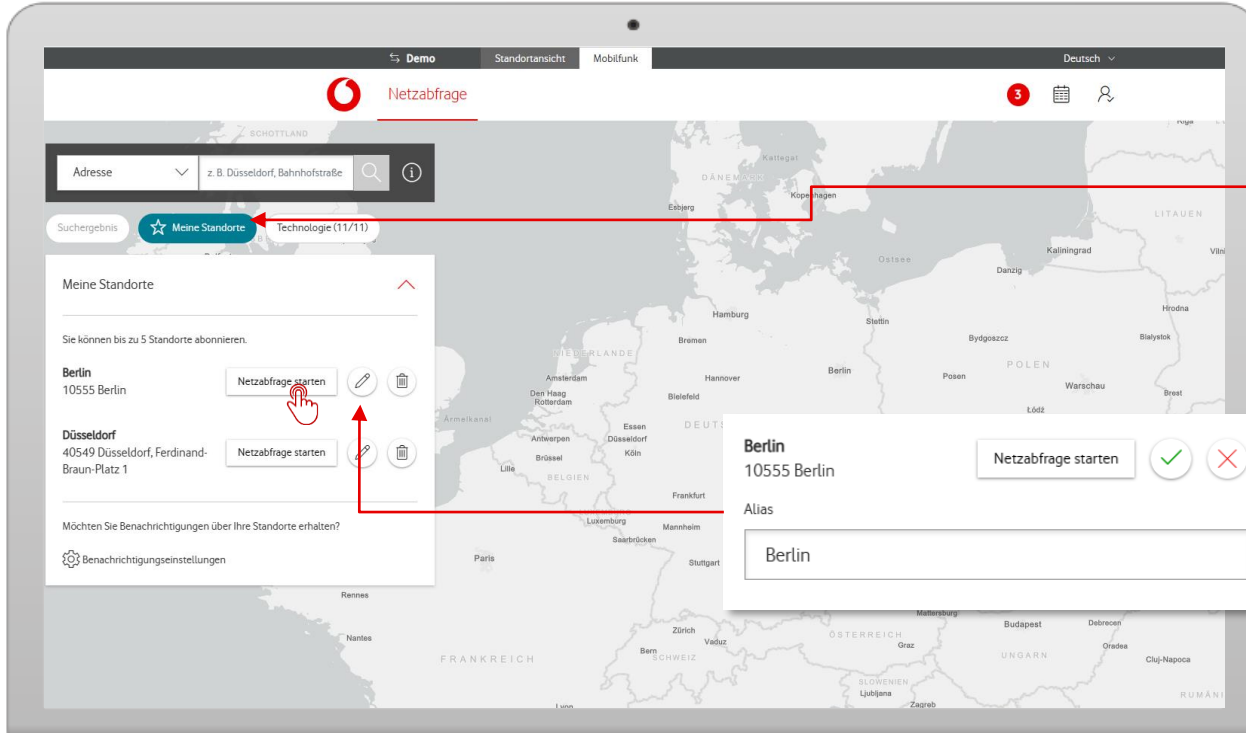 Demo
Standortansicht
Mobilfunk
Deutsch
Netzabfrage
3
SCHOTTLAND
Riga
Adresse
z. B. Düsseldorf, Bahnhofstraße
Kattegat
DÄNEMARK
Kopenhagen
Esbjerg
LITAUEN
Suchergebnis
Meine Standorte
Technologie (11/11)
Kaliningrad
Ostsee
Danzig
Meine Standorte
Hrodna
Hamburg
Stettin
Sie können bis zu 5 Standorte abonnieren.
Bremen
Bydgoszcz
Bialystok
NIEDERLANDE
POLEN
Berlin
10555 Berlin
Netzabfrage starten
Amsterdam
Hannover
Berlin
Posen
Warschau
Den Haag
Rotterdam
Bielefeld
Brest
Łódź
Ärmelkanal
Essen
Düsseldorf
40549 Düsseldorf, Ferdinand-
Braun-Platz 1
Netzabfrage starten
Antwerpen
Düsseldorf
Brüssel
Köln
Lille
BELGIEN
Berlin
10555 Berlin
Netzabfrage starten
Alias
Berlin
Frankfurt
Möchten Sie Benachrichtigungen über Ihre Standorte erhalten?
Luxemburg
Mannheim
Saarbrücken
Benachrichtigungseinstellungen
Paris
Stuttgart
Rennes
Mattersburg
Budapest
Debrecen
Nantes
Zürich
Vaduz
ÖSTERREICH
Graz
Oradea
Bern
SCHWEIZ
UNGARN
FRANKREICH
Cluj-Napoca
SLOWENIEN
Ljubljana
Zagreb
Lyon